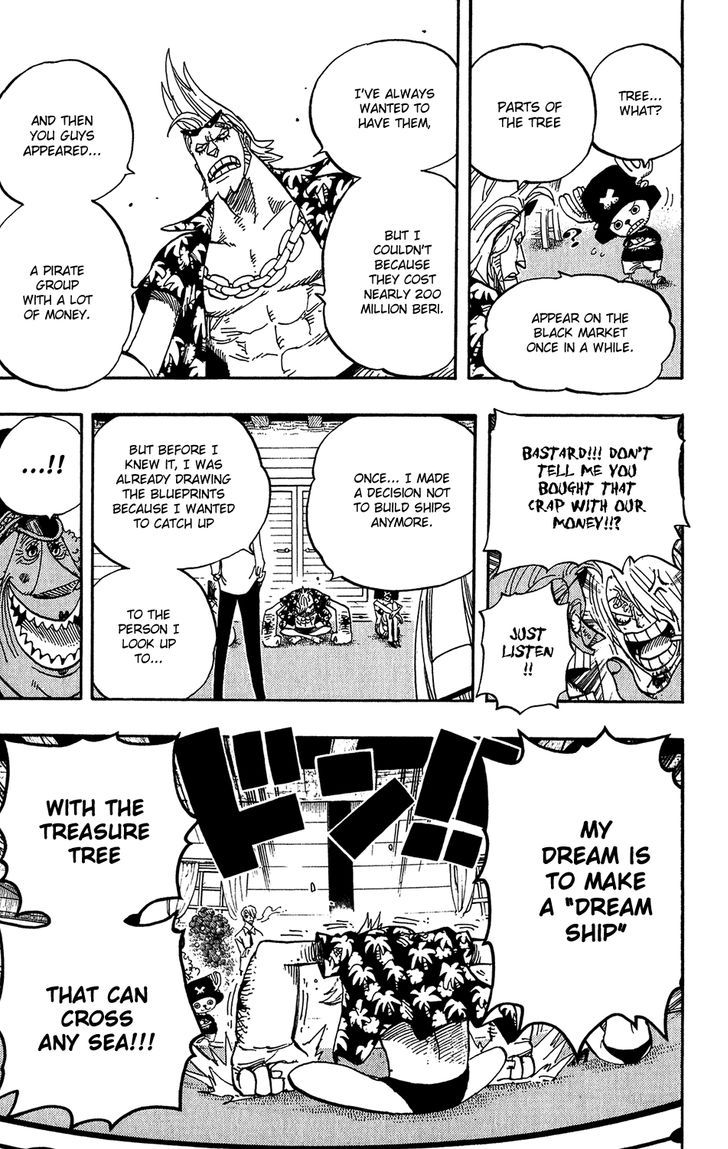 TREE...
WHAT?
PARTS OF
THE TREE
APPEAR ON THE
BLACK MARKET
ONCE IN A WHILE.
I'VE ALWAYS
WANTED TO
HAVE THEM,
BUT I
COULDN'T
BECAUSE
THEY COST
NEARLY 200
MILLION BERI.
AND THEN
YOU GUYS
APPEARED...
A PIRATE
GROUP
WITH A LOT
OF MONEY.
?
BASTARD!!! DON'T
TELL ME YOU
BOUGHT THAT
CRAP WITH OUR
MONEY!!?
JUST
LISTEN
!!
ONCE... I MADE
A DECISION NOT
TO BUILD SHIPS
ANYMORE.
BUT BEFORE I
KNEW IT, I WAS
ALREADY DRAWING
THE BLUEPRINTS
BECAUSE I WANTED
TO CATCH UP
TO THE
PERSON I
LOOK UP
TO...
...!!
MY
DREAM IS
TO MAKE
A "DREAM
SHIP"
ドン!!
WITH THE
TREASURE
TREE
THAT CAN
CROSS
ANY SEA!!!